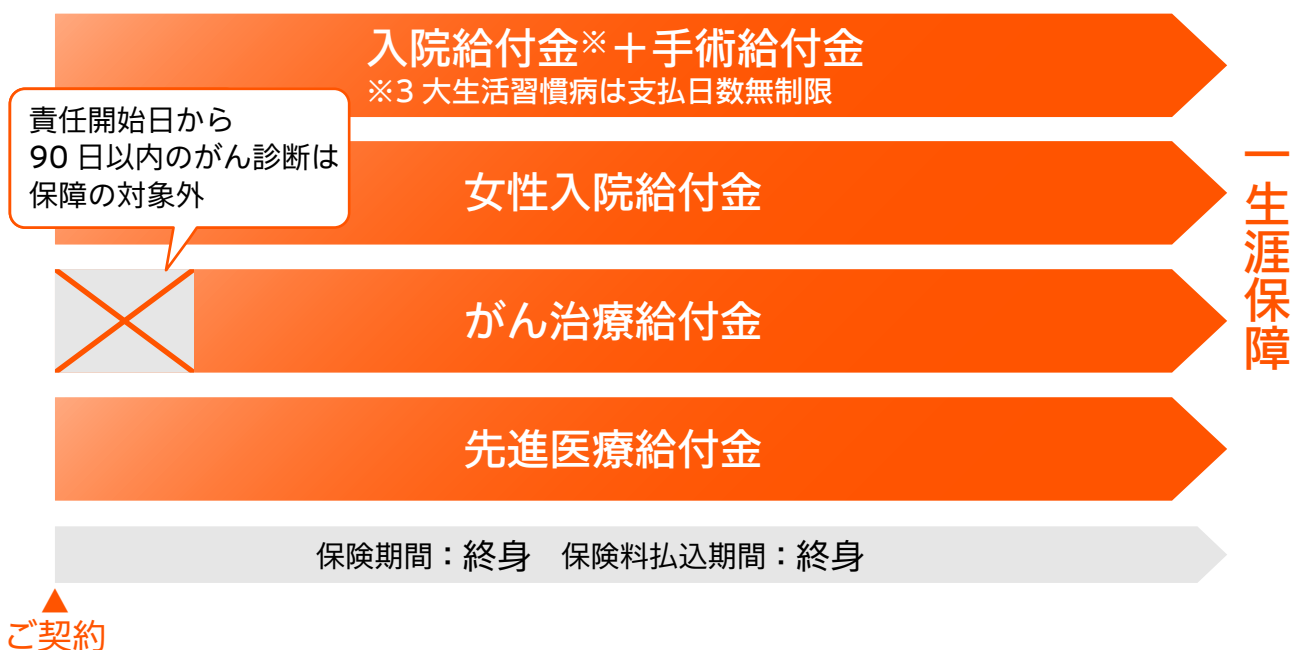 入院給付金※＋手術給付金
※3大生活習慣病は支払日数無制限
責任開始日から
90日以内のがん診断は
保障の対象外
女性入院給付金
がん治療給付金
先進医療給付金
一生涯保障
保険期間：終身　保険料払込期間：終身
▲
ご契約